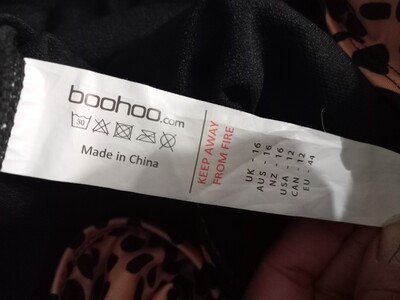 boohoo.com
30
Made in China
KEEP AWAY
FROM FIRE
UK - 16
AUS - 16
NZ - 16
USA - 12
CAN - 12
EU - 44